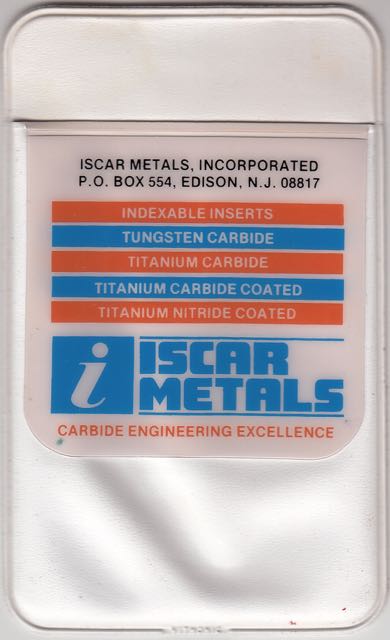 ISCAR METALS, INCORPORATED
P.O. BOX 554, EDISON, N.J. 08817
INDEXABLE INSERTS
TUNGSTEN CARBIDE
TITANIUM CARBIDE
TITANIUM CARBIDE COATED
TITANIUM NITRIDE COATED
i ISCAR
METALS
CARBIDE ENGINEERING EXCELLENCE